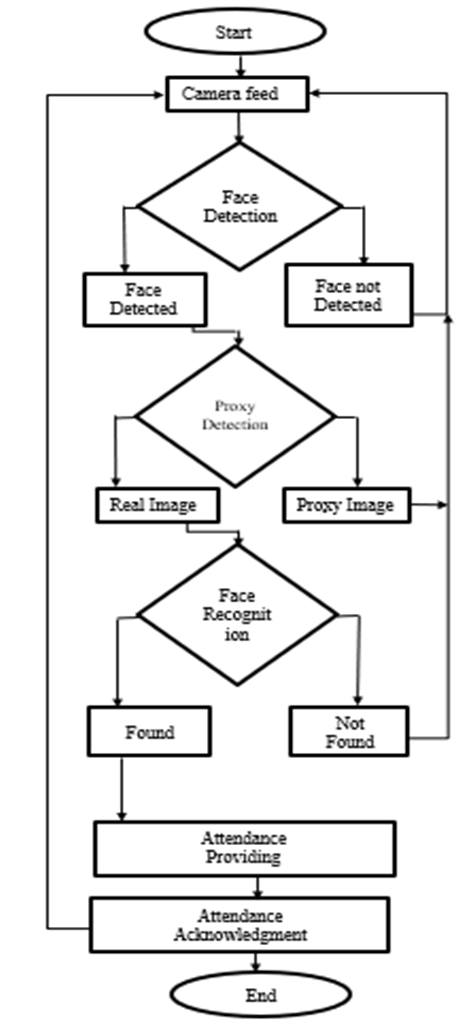 Start
Camera feed
Face
Detection
Face
Detected
Face not
Detected
Proxy
Detection
Real Image
Proxy Image
Face
Recognit
ion
Found
Not
Found
Attendance
Providing
Attendance
Acknowledgment
End